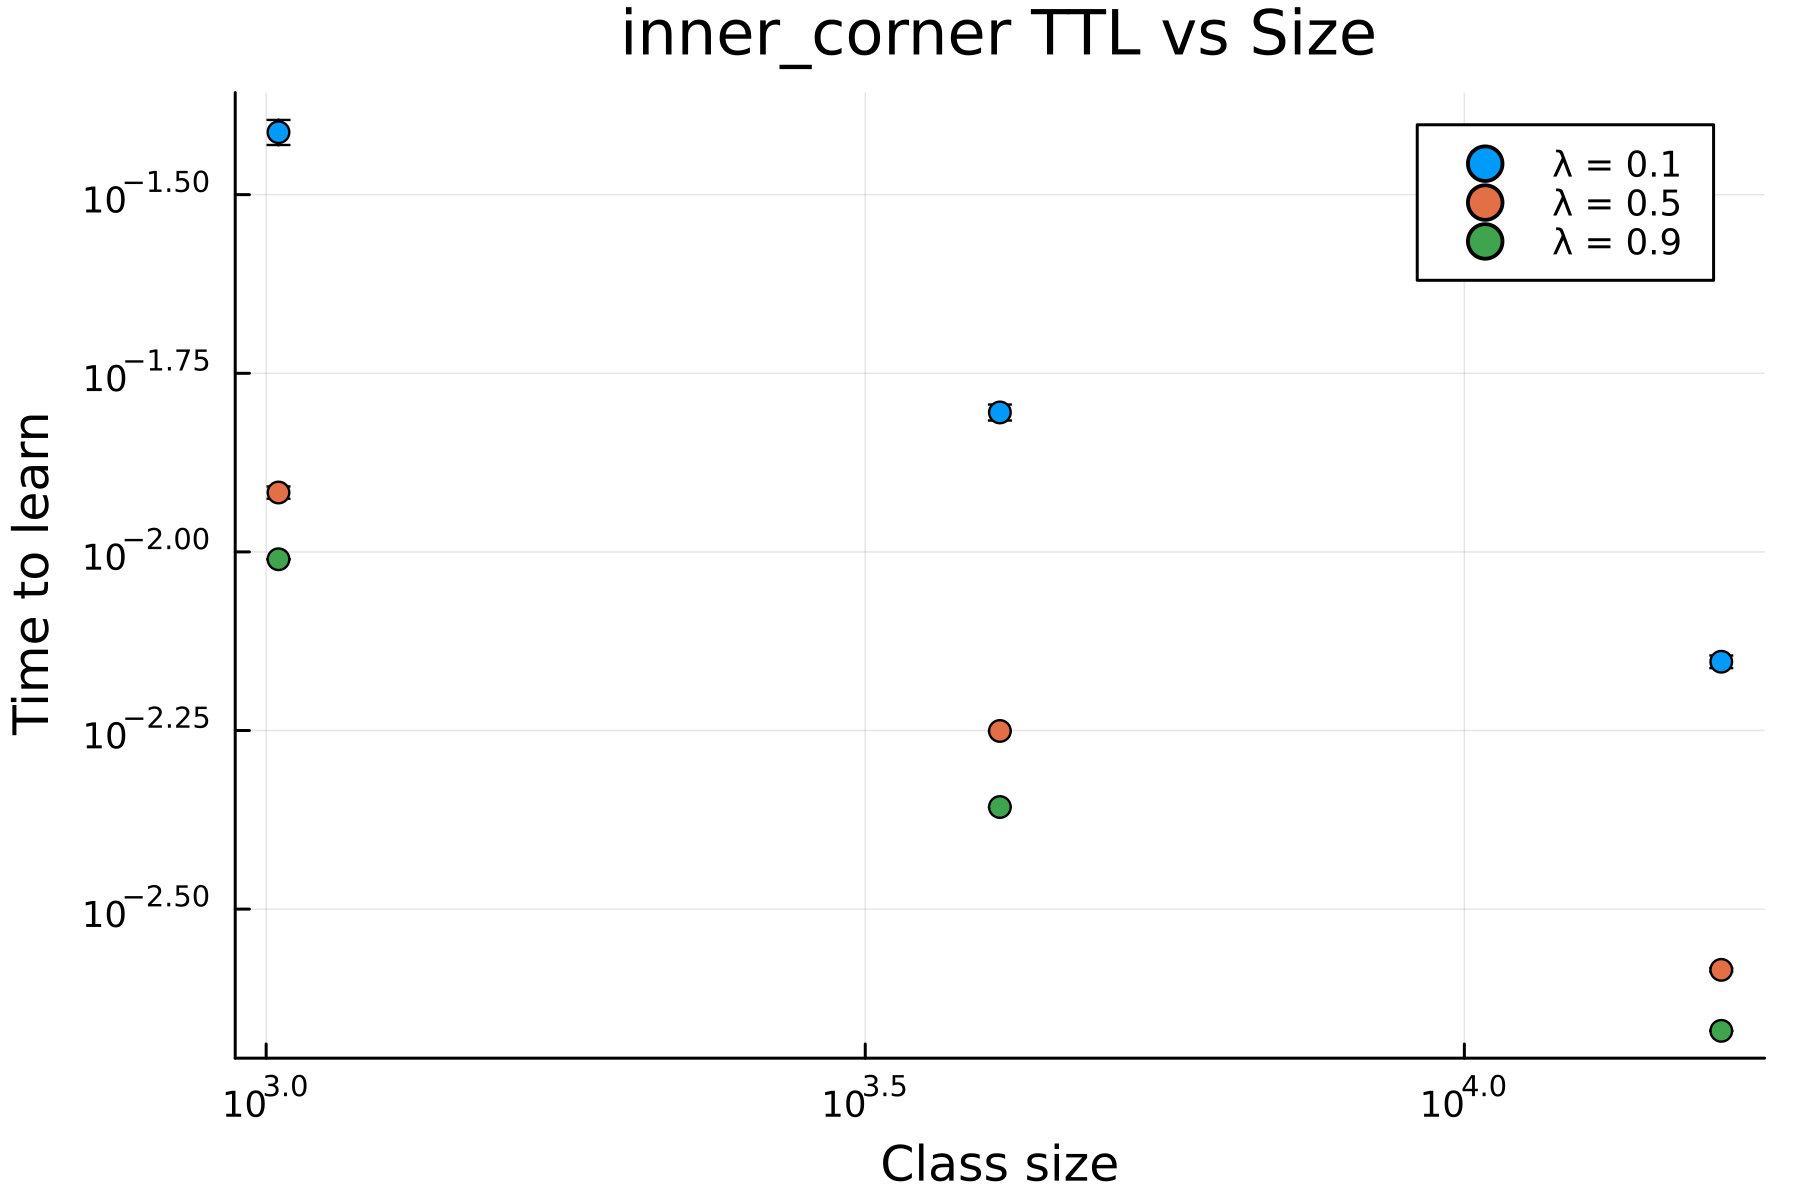 inner_corner TTL vs Size
λ = 0.1
λ = 0.5
λ = 0.9
Time to learn
10^−1.50
10^−1.75
10^−2.00
10^−2.25
10^−2.50
10^3.0
10^3.5
10^4.0
Class size